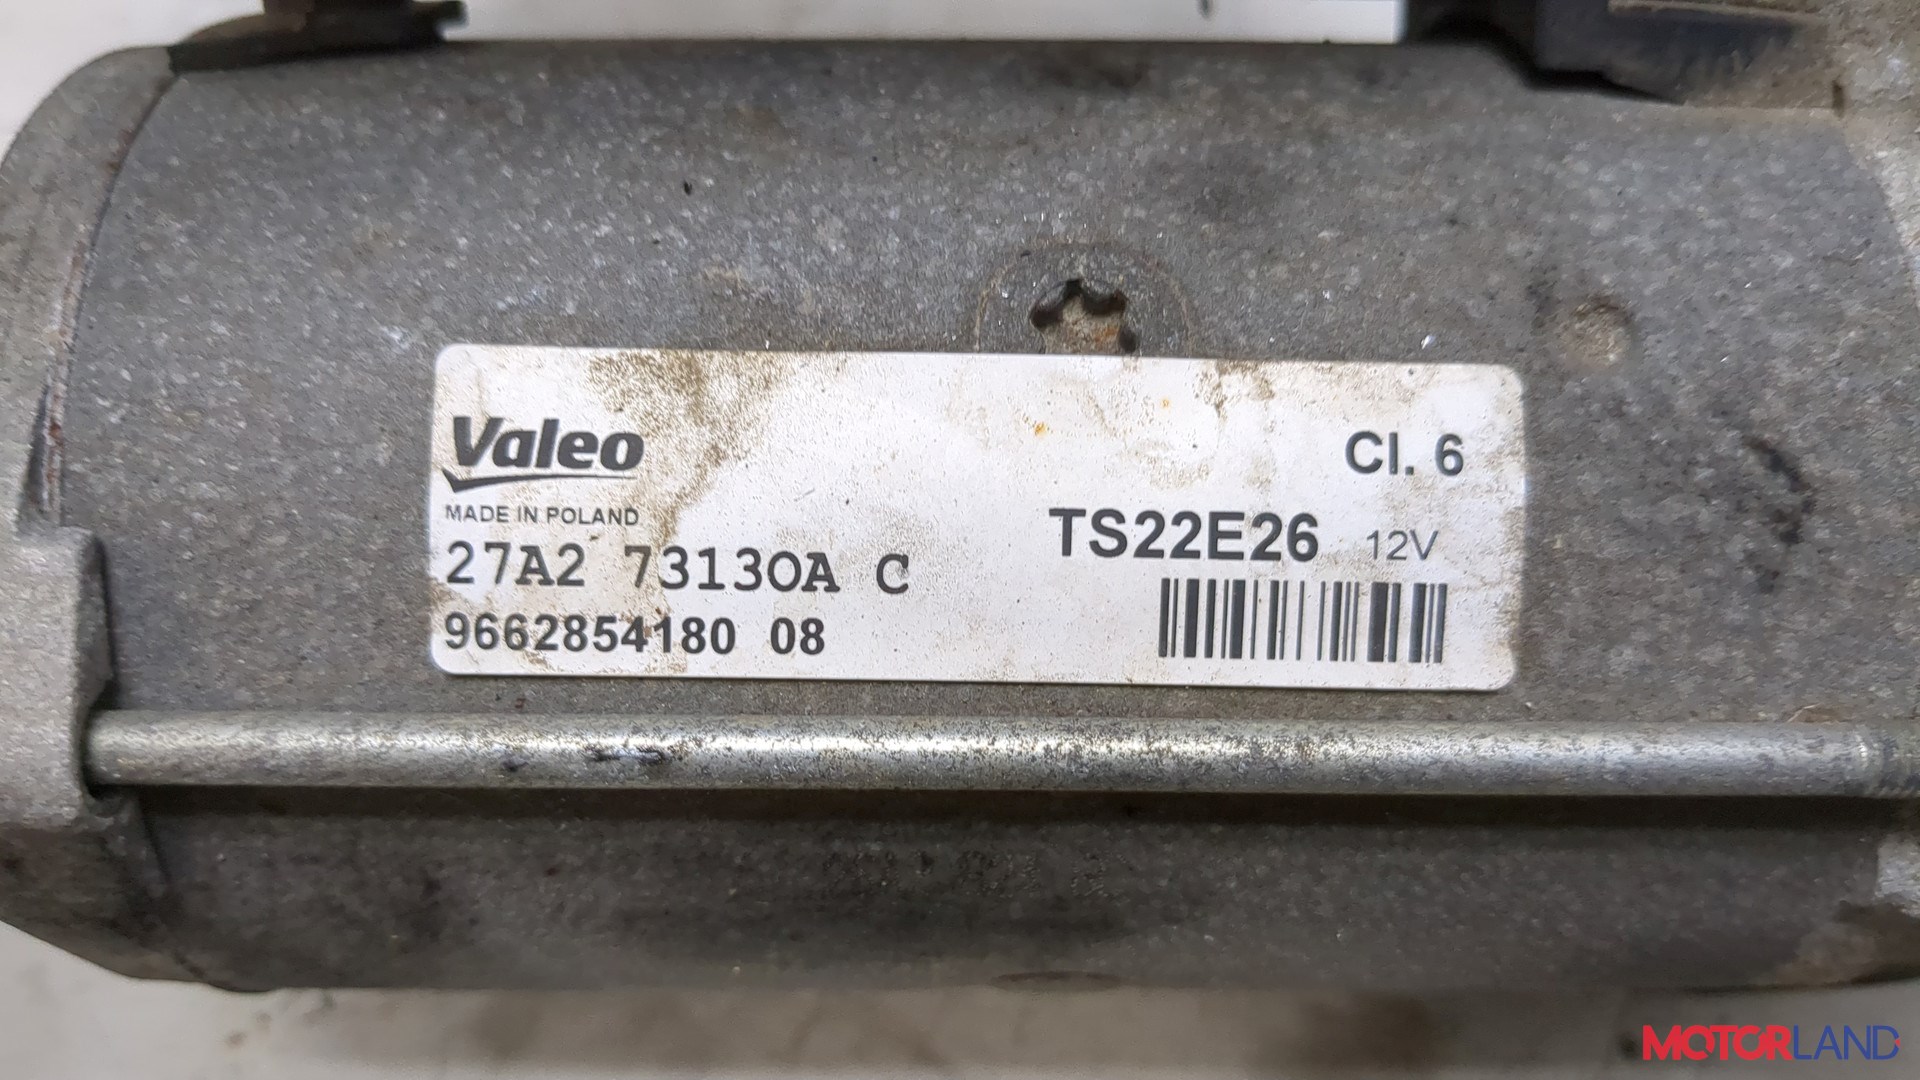 Valeo
MADE IN POLAND
27A2 7313OA C
9662854180 08
Cl. 6
TS22E26 12V
MOTORLAND